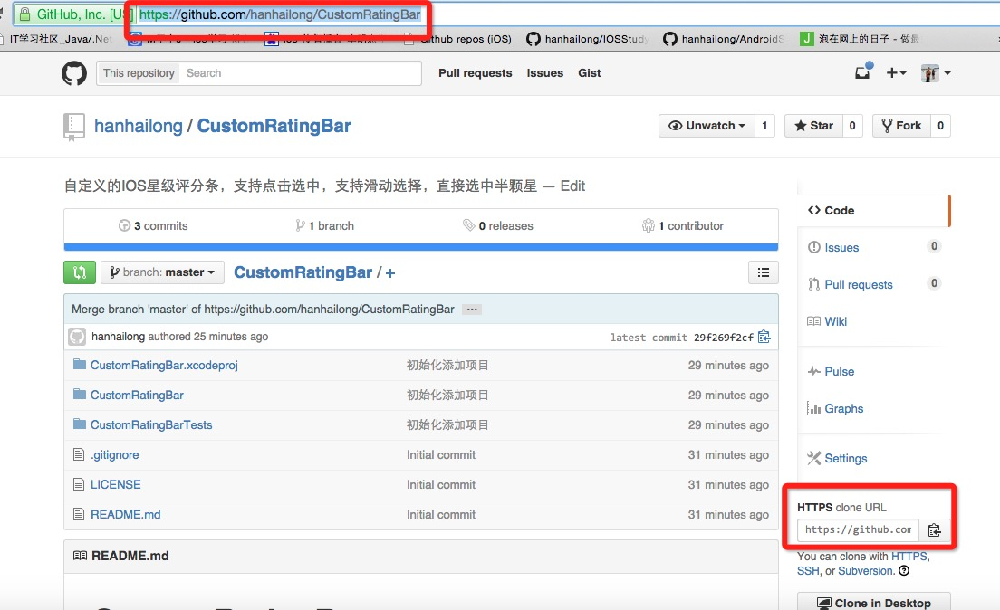 GitHub, Inc. [US] https://github.com/hanhailong/CustomRatingBar
IT学习社区_Java/.Net
Github repos (iOS) hanhailong/IOSStudy hanhailong/AndroidS 泡在网上的日子 - 做最
This repository Search Pull requests Issues Gist
hanhailong / CustomRatingBar Unwatch 1 Star 0 Fork 0
自定义的IOS星级评分条，支持点击选中，支持滑动选择，直接选中半颗星 — Edit
3 commits 1 branch 0 releases 1 contributor
branch: master CustomRatingBar / +
Merge branch 'master' of https://github.com/hanhailong/CustomRatingBar ...
hanhailong authored 25 minutes ago latest commit 29f269f2cf
CustomRatingBar.xcodeproj 初始化添加项目 29 minutes ago
CustomRatingBar 初始化添加项目 29 minutes ago
CustomRatingBarTests 初始化添加项目 29 minutes ago
.gitignore Initial commit 31 minutes ago
LICENSE Initial commit 31 minutes ago
README.md Initial commit 31 minutes ago
README.md
Code
Issues 0
Pull requests 0
Wiki
Pulse
Graphs
Settings
HTTPS clone URL
https://github.com
You can clone with HTTPS,
SSH, or Subversion.
Clone in Desktop